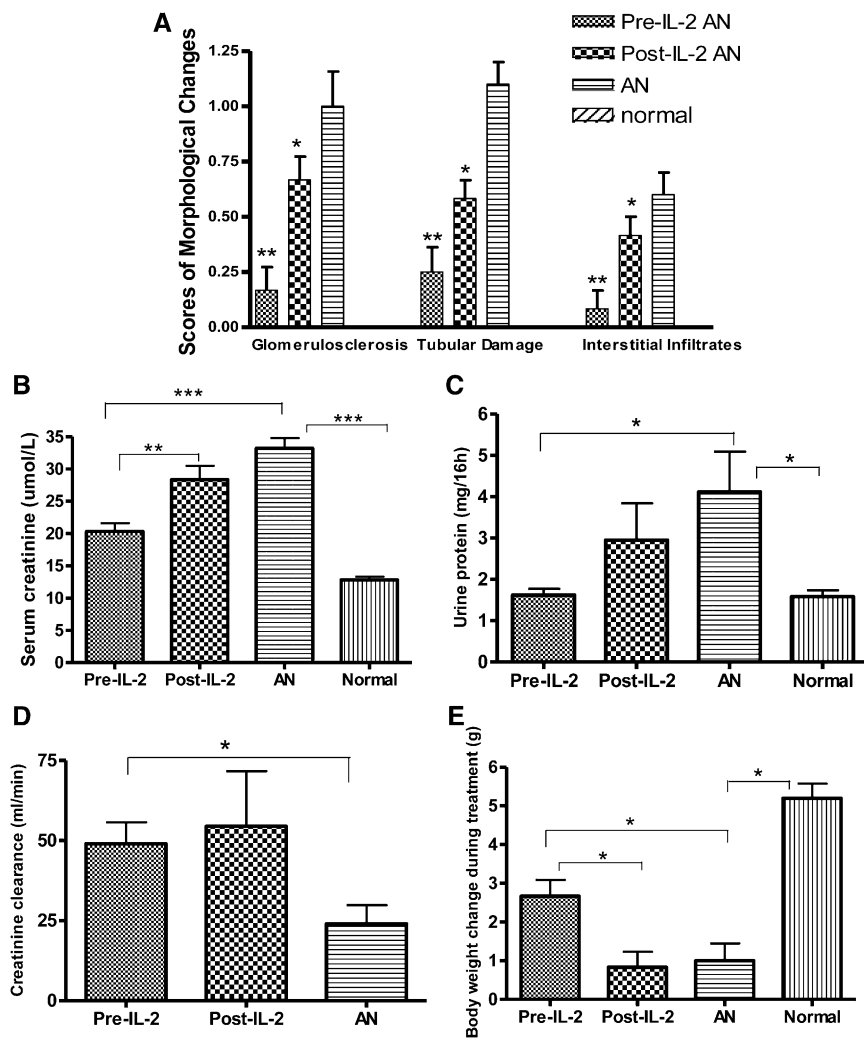 A
Pre-IL-2 AN
Post-IL-2 AN
AN
normal
Scores of Morphological Changes
1.25
1.00
0.75
0.50
0.25
0.00
**
*
**
*
**
*
Glomerulosclerosis Tubular Damage Interstitial Infiltrates
B
Serum creatinine (umol/L)
35
30
25
20
15
10
5
0
***
**
***
Pre-IL-2 Post-IL-2 AN Normal
C
Urine protein (mg/16h)
6
5
4
3
2
1
0
*
*
Pre-IL-2 Post-IL-2 AN Normal
D
Creatinine clearance (ml/min)
75
50
25
0
*
Pre-IL-2 Post-IL-2 AN
E
Body weight change during treatment (g)
6
5
4
3
2
1
0
*
*
*
Pre-IL-2 Post-IL-2 AN Normal